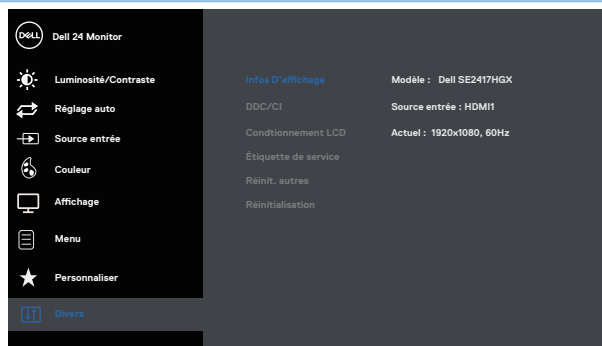 DELL
Dell 24 Monitor
Luminosité/Contraste
Réglage auto
Source entrée
Couleur
Affichage
Menu
Personnaliser
Divers
Infos D'affichage
DDC/CI
Condtionnement LCD
Étiquette de service
Réinit. autres
Réinitialisation
Modèle : Dell SE2417HGX
Source entrée : HDMI1
Actuel : 1920x1080, 60Hz